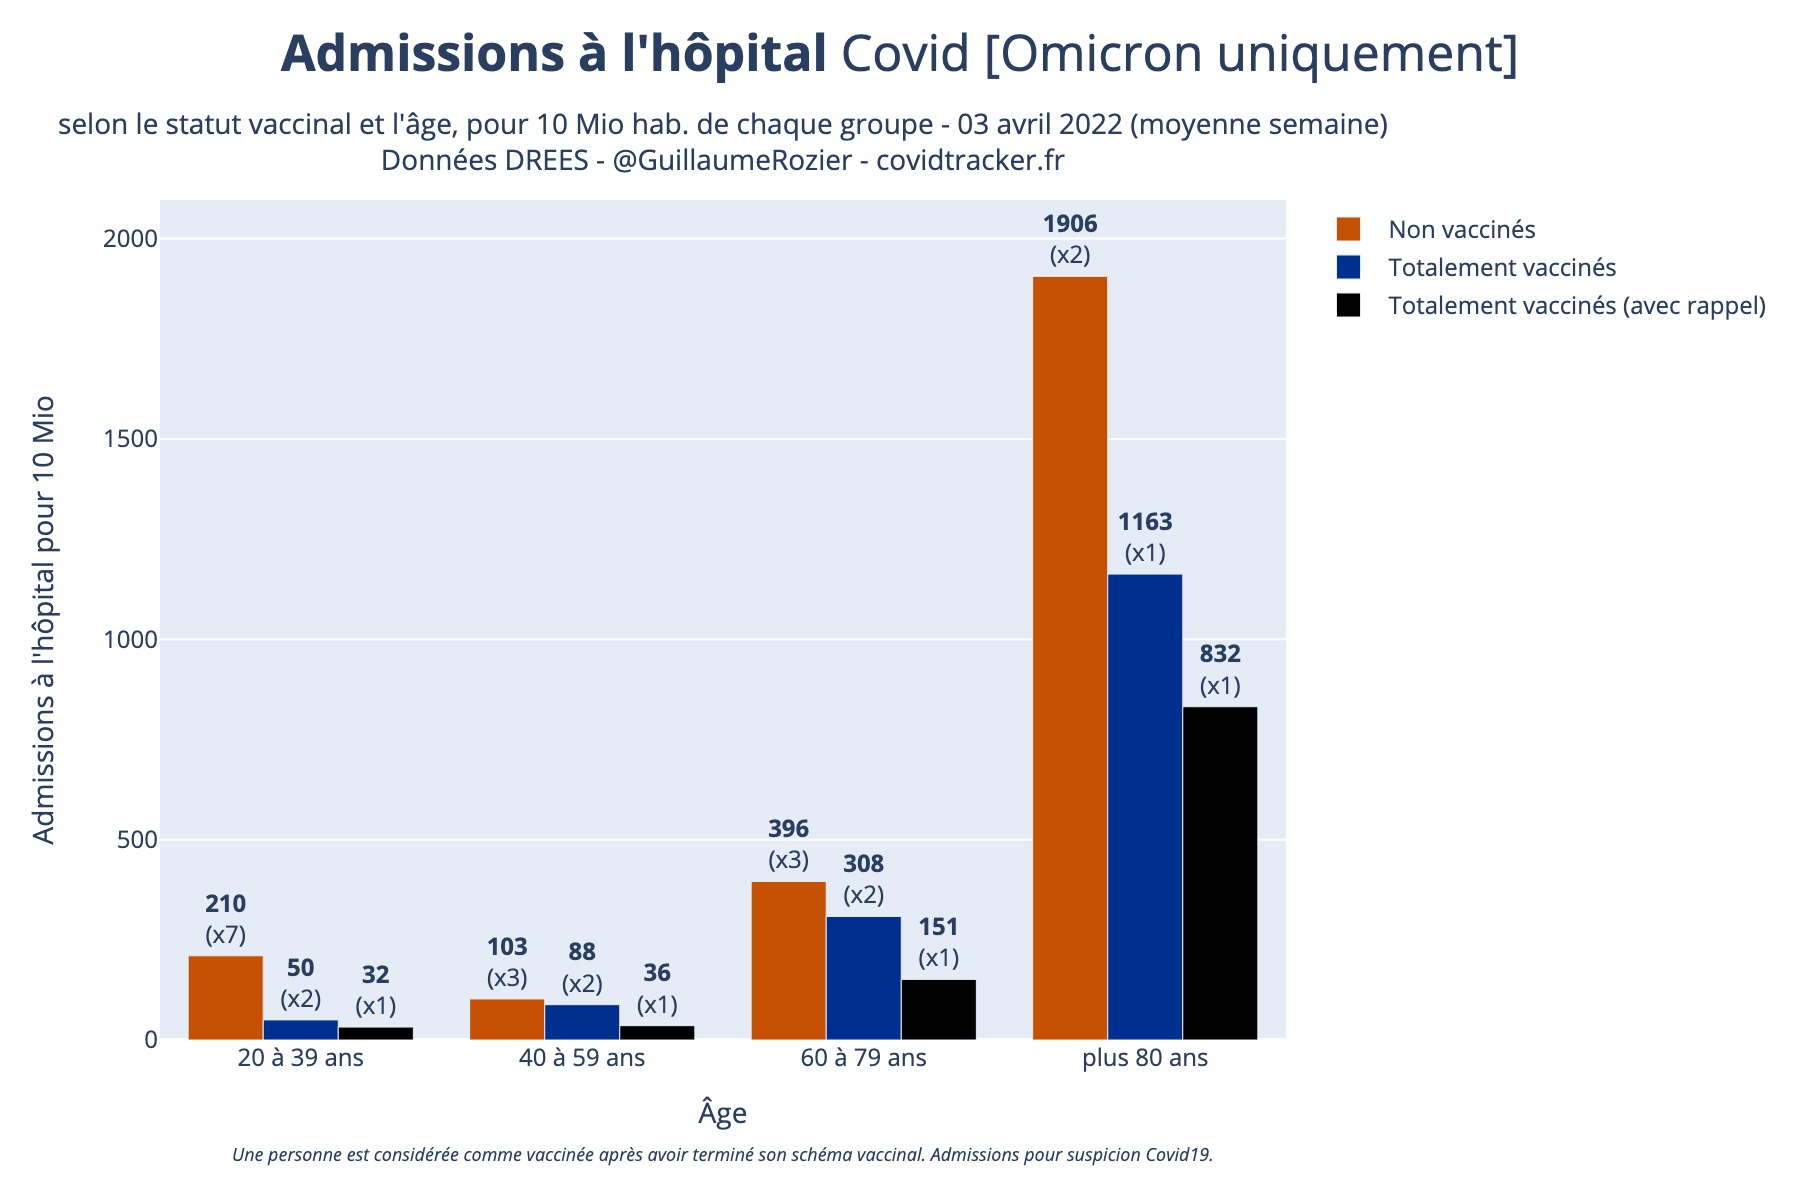 Admissions à l'hôpital Covid [Omicron uniquement]
selon le statut vaccinal et l'âge, pour 10 Mio hab. de chaque groupe - 03 avril 2022 (moyenne semaine)
Données DREES - @GuillaumeRozier - covidtracker.fr
Non vaccinés
Totalement vaccinés
Totalement vaccinés (avec rappel)
Admissions à l'hôpital pour 10 Mio
2000
1500
1000
500
0
210
(x7)
50
(x2)
32
(x1)
103
(x3)
88
(x2)
36
(x1)
396
(x3)
308
(x2)
151
(x1)
1906
(x2)
1163
(x1)
832
(x1)
20 à 39 ans
40 à 59 ans
60 à 79 ans
plus 80 ans
Âge
Une personne est considérée comme vaccinée après avoir terminé son schéma vaccinal. Admissions pour suspicion Covid19.